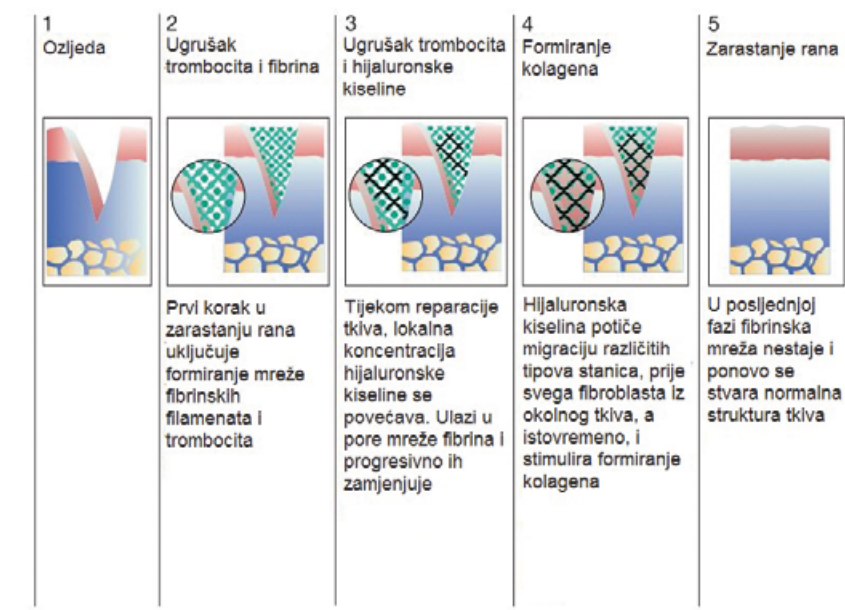 1
Ozljeda
2
Ugrušak
trombocita i fibrina
3
Ugrušak trombocita
i hijaluronske
kiseline
4
Formiranje
kolagena
5
Zarastanje rana
Prvi korak u
zarastanju rana
uključuje
formiranje mreže
fibrinskih
filamenata i
trombocita
Tijekom reparacije
tkiva, lokalna
koncentracija
hijaluronske
kiseline se
povećava. Ulazi u
pore mreže fibrina i
progresivno ih
zamjenjuje
Hijaluronska
kiselina potiče
migraciju različitih
tipova stanica, prije
svega fibroblasta iz
okolnog tkiva, a
istovremeno, i
stimulira formiranje
kolagena
U posljednjoj
fazi fibrinska
mreža nestaje i
ponovo se
stvara normalna
struktura tkiva